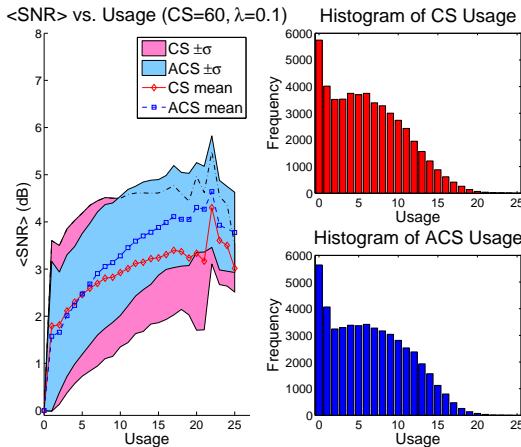 <SNR> vs. Usage (CS=60, λ=0.1)
8
7
6
5
4
3
2
1
0
<SNR> (dB)
CS ±σ
ACS ±σ
CS mean
ACS mean
0 5 10 15 20 25
Usage
Histogram of CS Usage
6000
5000
4000
3000
2000
1000
0
Frequency
0 5 10 15 20 25
Usage
Histogram of ACS Usage
6000
5000
4000
3000
2000
1000
0
Frequency
0 5 10 15 20 25
Usage